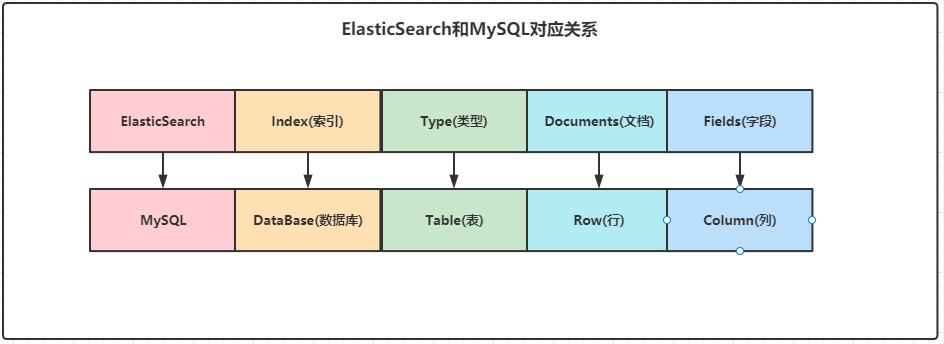 ElasticSearch和MySQL对应关系
ElasticSearch Index(索引) Type(类型) Documents(文档) Fields(字段)
MySQL DataBase(数据库) Table(表) Row(行) Column(列)